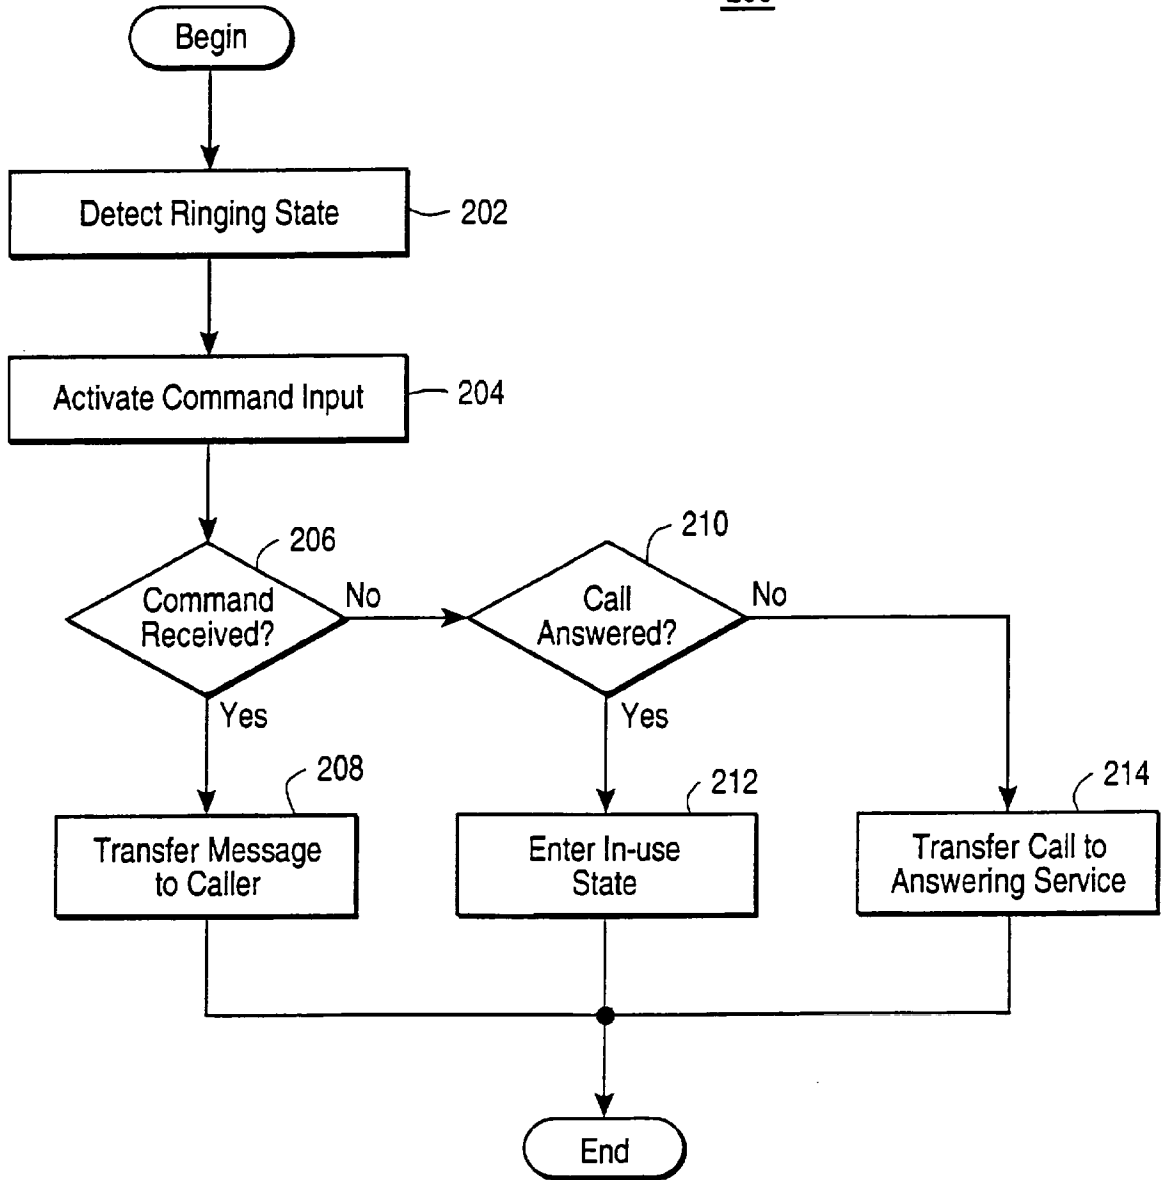 Begin
Detect Ringing State
202
Activate Command Input
204
206
Command
Received?
No
Yes
210
Call
Answered?
No
Yes
208
Transfer Message
to Caller
212
Enter In-use
State
214
Transfer Call to
Answering Service
End